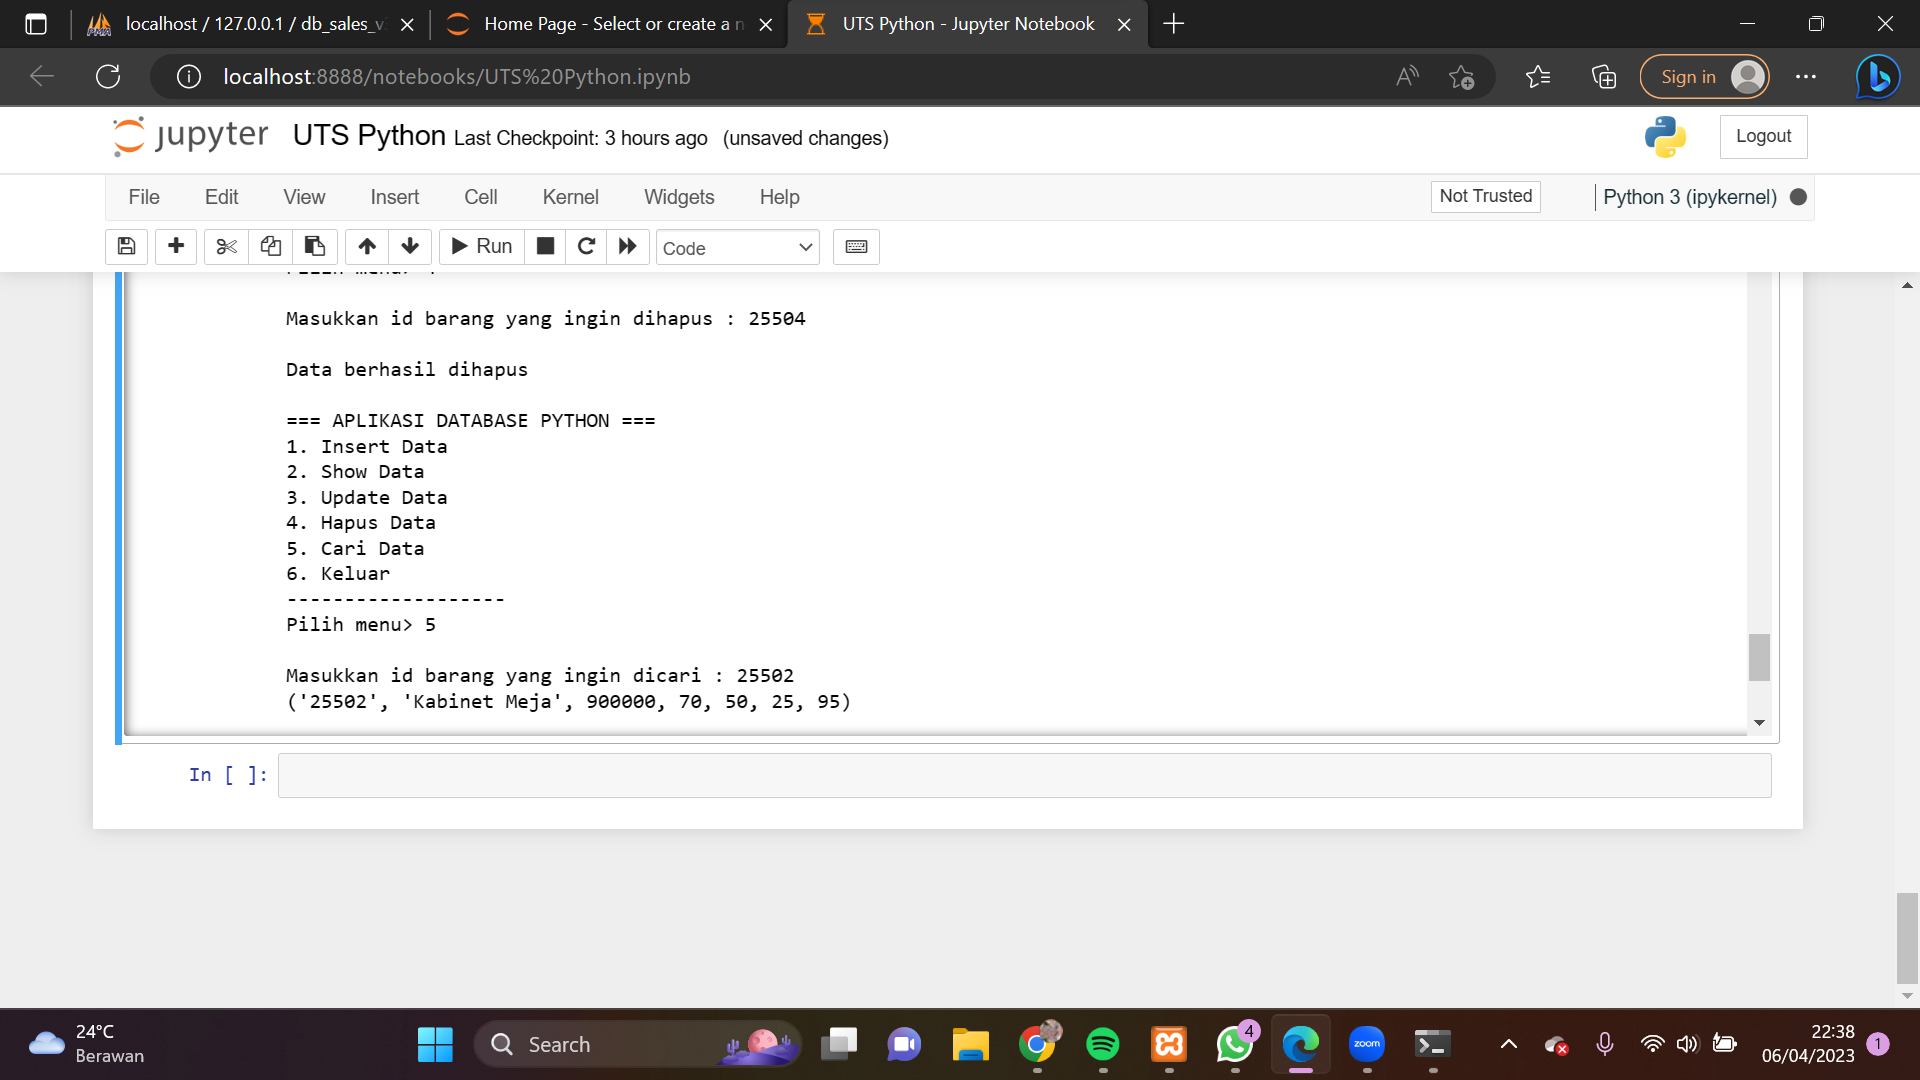 localhost / 127.0.0.1 / db_sales_v
Home Page - Select or create a n
UTS Python - Jupyter Notebook
localhost:8888/notebooks/UTS%20Python.ipynb
Sign in
jupyter
UTS Python Last Checkpoint: 3 hours ago (unsaved changes)
Logout
File Edit View Insert Cell Kernel Widgets Help
Not Trusted
Python 3 (ipykernel)
Run
Code
Masukkan id barang yang ingin dihapus : 25504
Data berhasil dihapus
=== APLIKASI DATABASE PYTHON ===
1. Insert Data
2. Show Data
3. Update Data
4. Hapus Data
5. Cari Data
6. Keluar
-------------------
Pilih menu> 5
Masukkan id barang yang ingin dicari : 25502
('25502', 'Kabinet Meja', 900000, 70, 50, 25, 95)
In [ ]:
24°C
Berawan
Search
4
zoom
22:38
06/04/2023
1